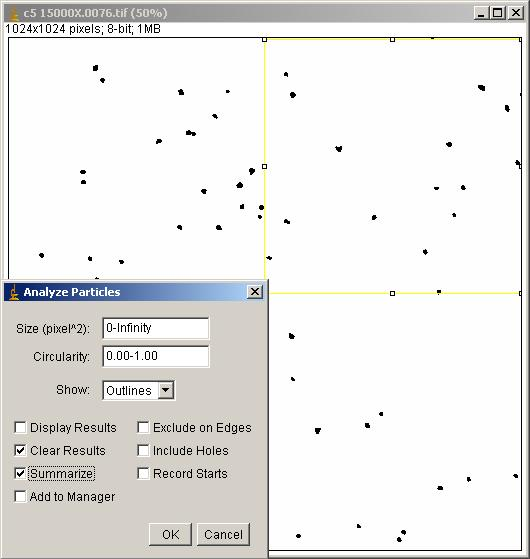 c5 15000X.0076.tif (50%)
1024x1024 pixels; 8-bit; 1MB
Analyze Particles
Size (pixel^2): 0-Infinity
Circularity: 0.00-1.00
Show: Outlines
Display Results Exclude on Edges
Clear Results Include Holes
Summarize Record Starts
Add to Manager
OK Cancel